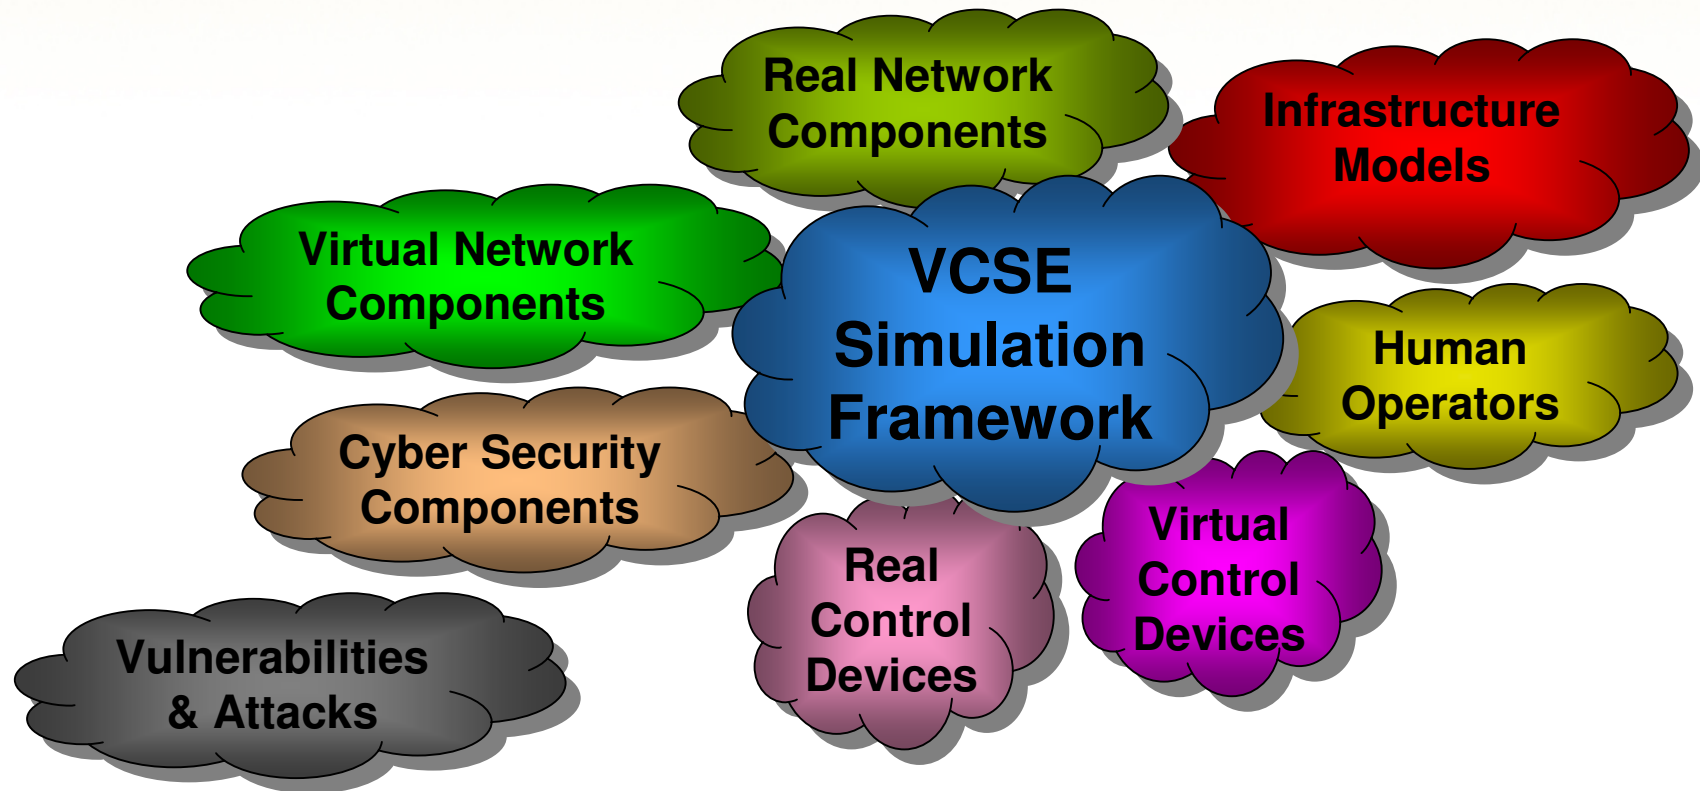 Real Network
Components
Infrastructure
Models
Virtual Network
Components
VCSE
Simulation
Framework
Human
Operators
Cyber Security
Components
Virtual
Control
Devices
Real
Control
Devices
Vulnerabilities
& Attacks